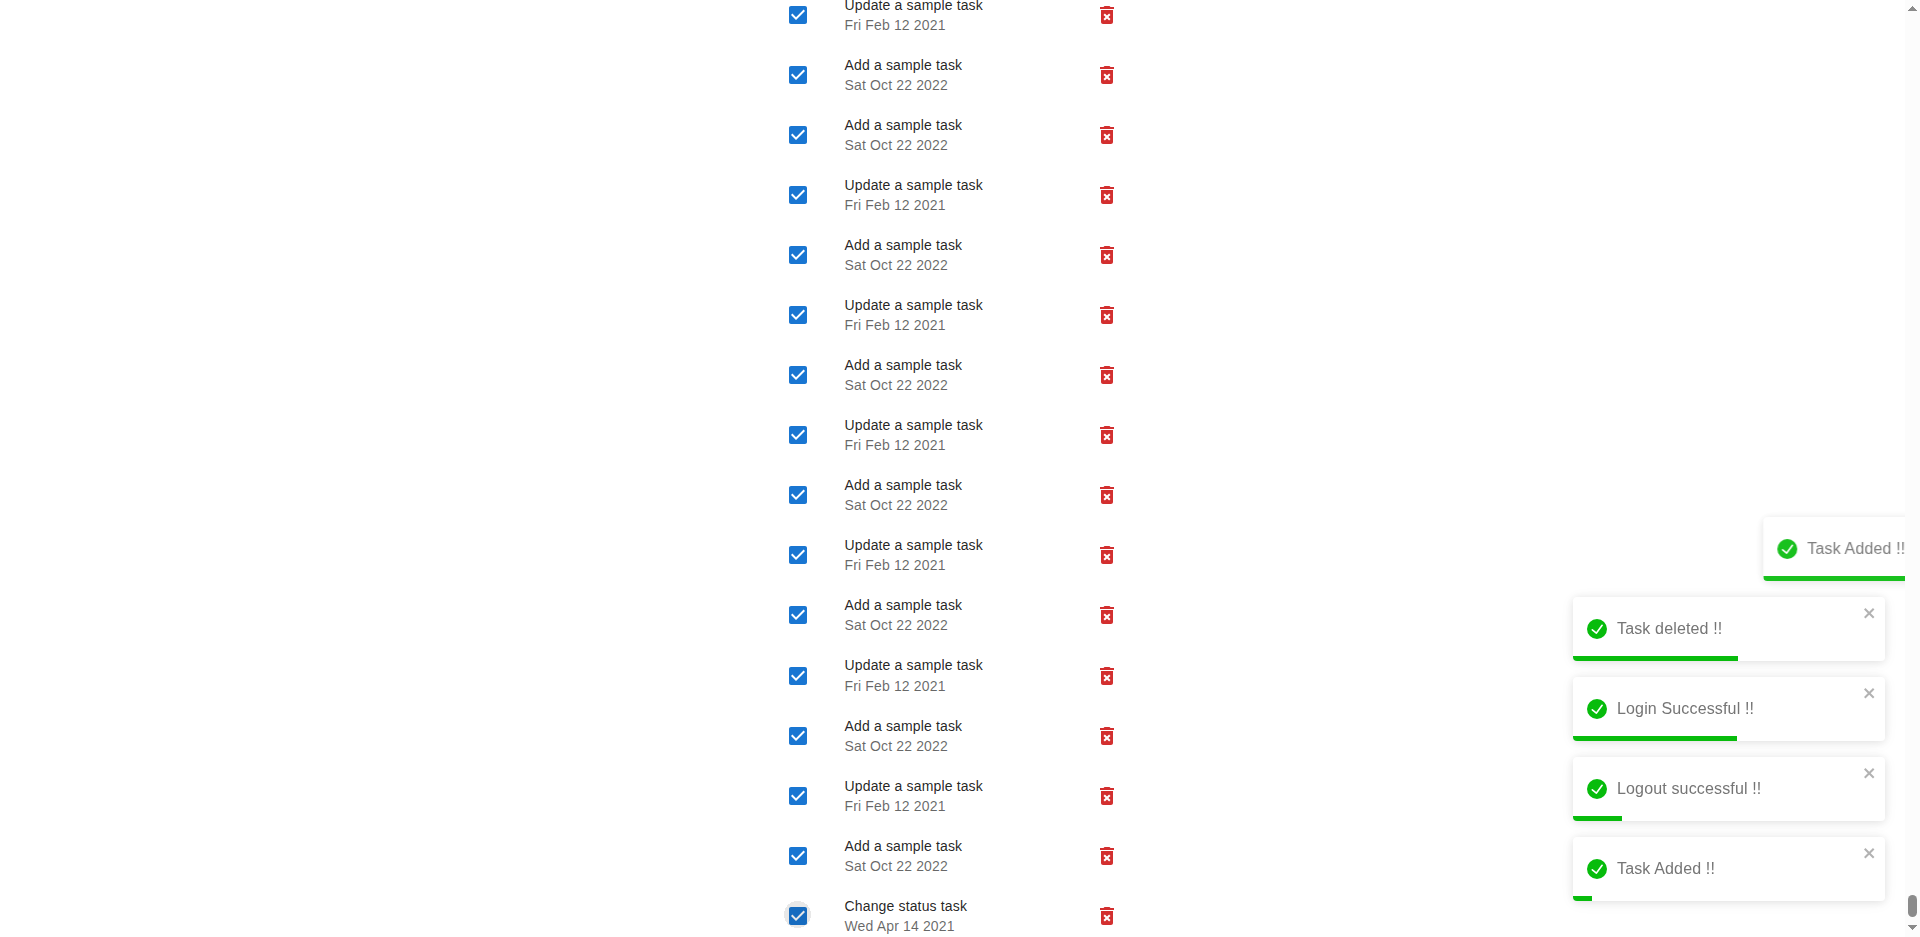 Update a sample task
Fri Feb 12 2021
Add a sample task
Sat Oct 22 2022
Add a sample task
Sat Oct 22 2022
Update a sample task
Fri Feb 12 2021
Add a sample task
Sat Oct 22 2022
Update a sample task
Fri Feb 12 2021
Add a sample task
Sat Oct 22 2022
Update a sample task
Fri Feb 12 2021
Add a sample task
Sat Oct 22 2022
Update a sample task
Fri Feb 12 2021
Add a sample task
Sat Oct 22 2022
Update a sample task
Fri Feb 12 2021
Add a sample task
Sat Oct 22 2022
Update a sample task
Fri Feb 12 2021
Add a sample task
Sat Oct 22 2022
Change status task
Wed Apr 14 2021
Task Added !!
Task deleted !!
Login Successful !!
Logout successful !!
Task Added !!